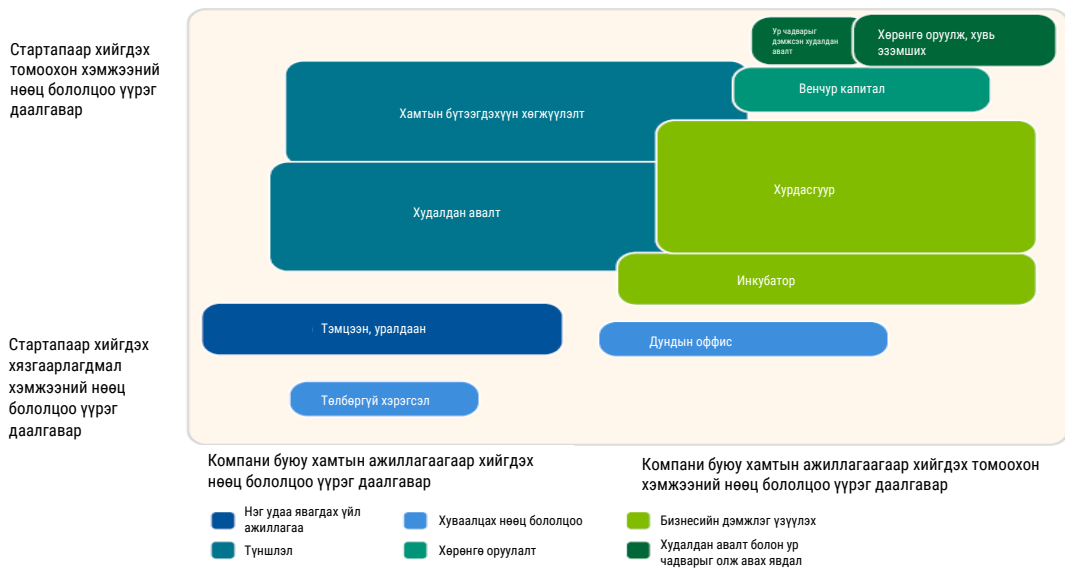 Стартапаар хийгдэх
томоохон хэмжээний
нөөц бололцоо үүрэг
даалгавар
Ур чадварыг
дэмжсэн худалдан
авалт
Хөрөнгө оруулж, хувь
эзэмших
Венчур капитал
Хамтын бүтээгдэхүүн хөгжүүлэлт
Хурдасгуур
Худалдан авалт
Инкубатор
Тэмцээн, уралдаан
Дундын оффис
Төлбөргүй хэрэгсэл
Стартапаар хийгдэх
хязгаарлагдмал
хэмжээний нөөц
бололцоо үүрэг
даалгавар
Компани буюу хамтын ажиллагаагаар хийгдэх
нөөц бололцоо үүрэг даалгавар
Компани буюу хамтын ажиллагаагаар хийгдэх томоохон
хэмжээний нөөц бололцоо үүрэг даалгавар
Нэг удаа явагдах үйл
ажиллагаа
Хуваалцах нөөц бололцоо
Бизнесийн дэмжлэг үзүүлэх
Түншлэл
Хөрөнгө оруулалт
Худалдан авалт болон ур
чадварыг олж авах явдал